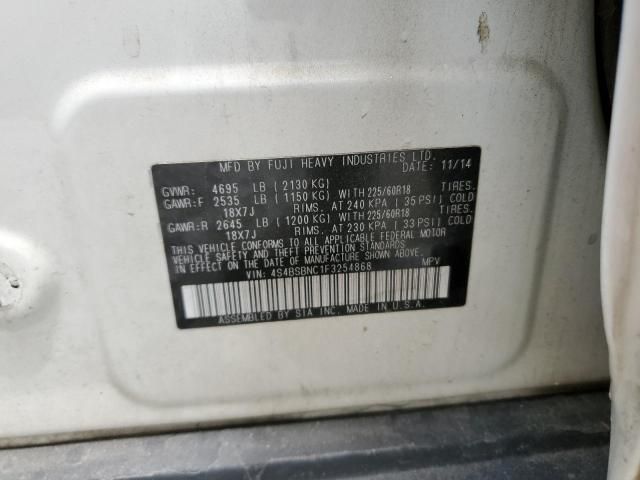 MFD BY FUJI HEAVY INDUSTRIES LTD.
DATE: 11/14
GVWR: 4695 LB ( 2130 KG)
GAWR:F 2535 LB ( 1150 KG) WITH 225/60R18 TIRES.
18X7J RIMS. AT 240 KPA ( 35 PSI) COLD
GAWR:R 2645 LB ( 1200 KG) WITH 225/60R18 TIRES.
18X7J RIMS. AT 230 KPA ( 33 PSI) COLD
THIS VEHICLE CONFORMS TO ALL APPLICABLE FEDERAL MOTOR
VEHICLE SAFETY AND THEFT PREVENTION STANDARDS IN
EFFECT ON THE DATE OF MANUFACTURE SHOWN ABOVE.
VIN: 4S4BSBNC1F3254868 MPV
ASSEMBLED BY SIA INC. MADE IN U.S.A.